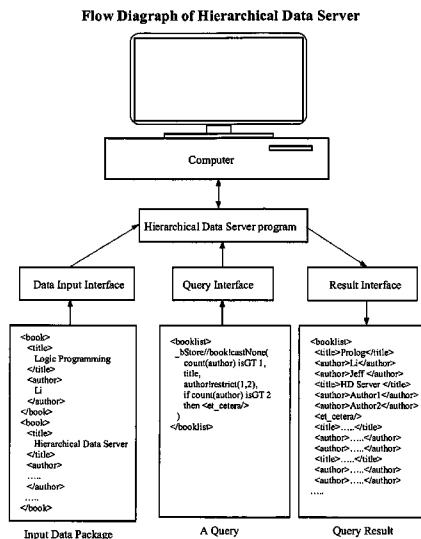 Flow Diagraph of Hierarchical Data Server
Computer
Hierarchical Data Server program
Data Input Interface
Query Interface
Result Interface
<book>
<title>
Logic Programming
</title>
<author>
Li
</author>
</book>
<book>
<title>
Hierarchical Data Server
</title>
<author>
.....
</author>
.....
</book>
Input Data Package
<booklist>
_bStore//book!castNone(
count(author) isGT 1,
title,
author!restrict(1,2),
if count(author) isGT 2
then <et_cetera/>
)
</booklist>
A Query
<booklist>
<title>Prolog</title>
<author>Li</author>
<author>Jeff </author>
<title>HD Server </title>
<author>Author1</author>
<author>Author2</author>
<et_cetera/>
<title>.....</title>
<author>.....</author>
<author>.....</author>
<title>.....</title>
<author>.....</author>
<author>.....</author>
.....
Query Result